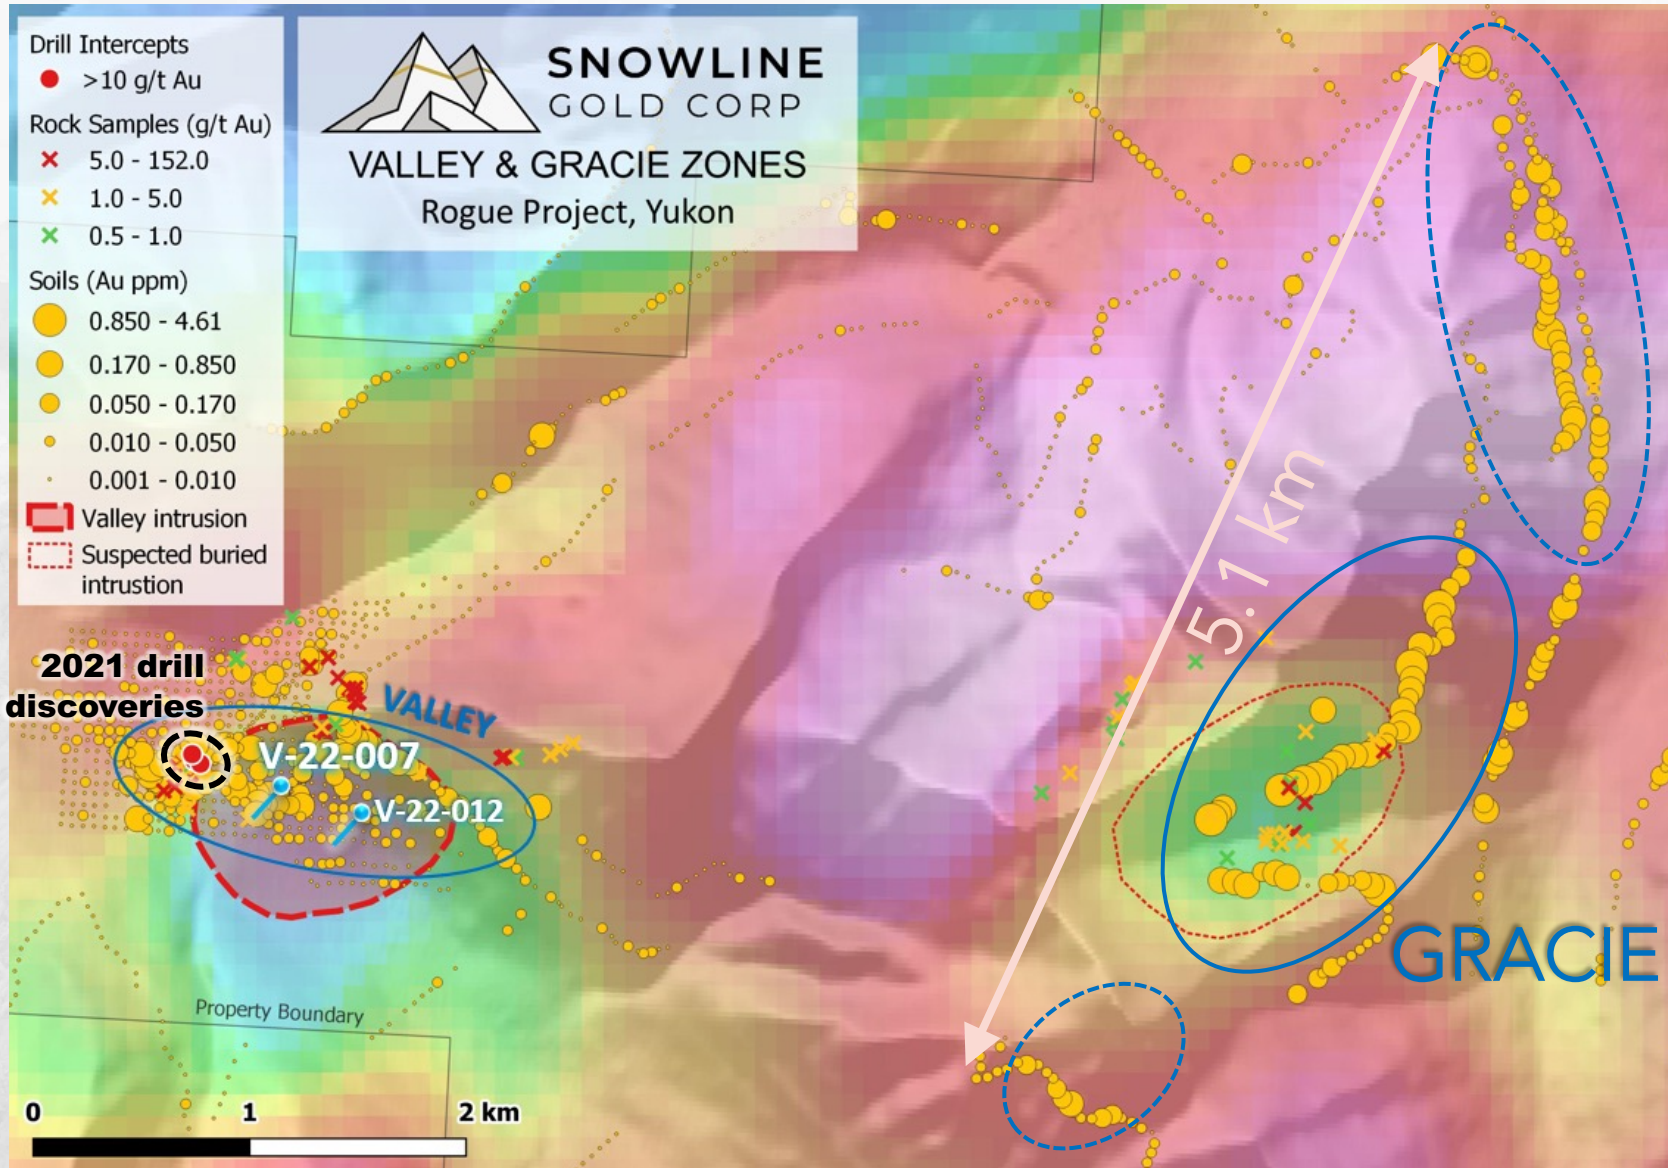 Drill Intercepts
>10 g/t Au
Rock Samples (g/t Au)
5.0 - 152.0
1.0 - 5.0
0.5 - 1.0
Soils (Au ppm)
0.850 - 4.61
0.170 - 0.850
0.050 - 0.170
0.010 - 0.050
0.001 - 0.010
Valley intrusion
Suspected buried
intrustion
SNOWLINE
GOLD CORP
VALLEY & GRACIE ZONES
Rogue Project, Yukon
5.1 km
2021 drill
discoveries
VALLEY
V-22-007
V-22-012
GRACIE
Property Boundary
0 1 2 km